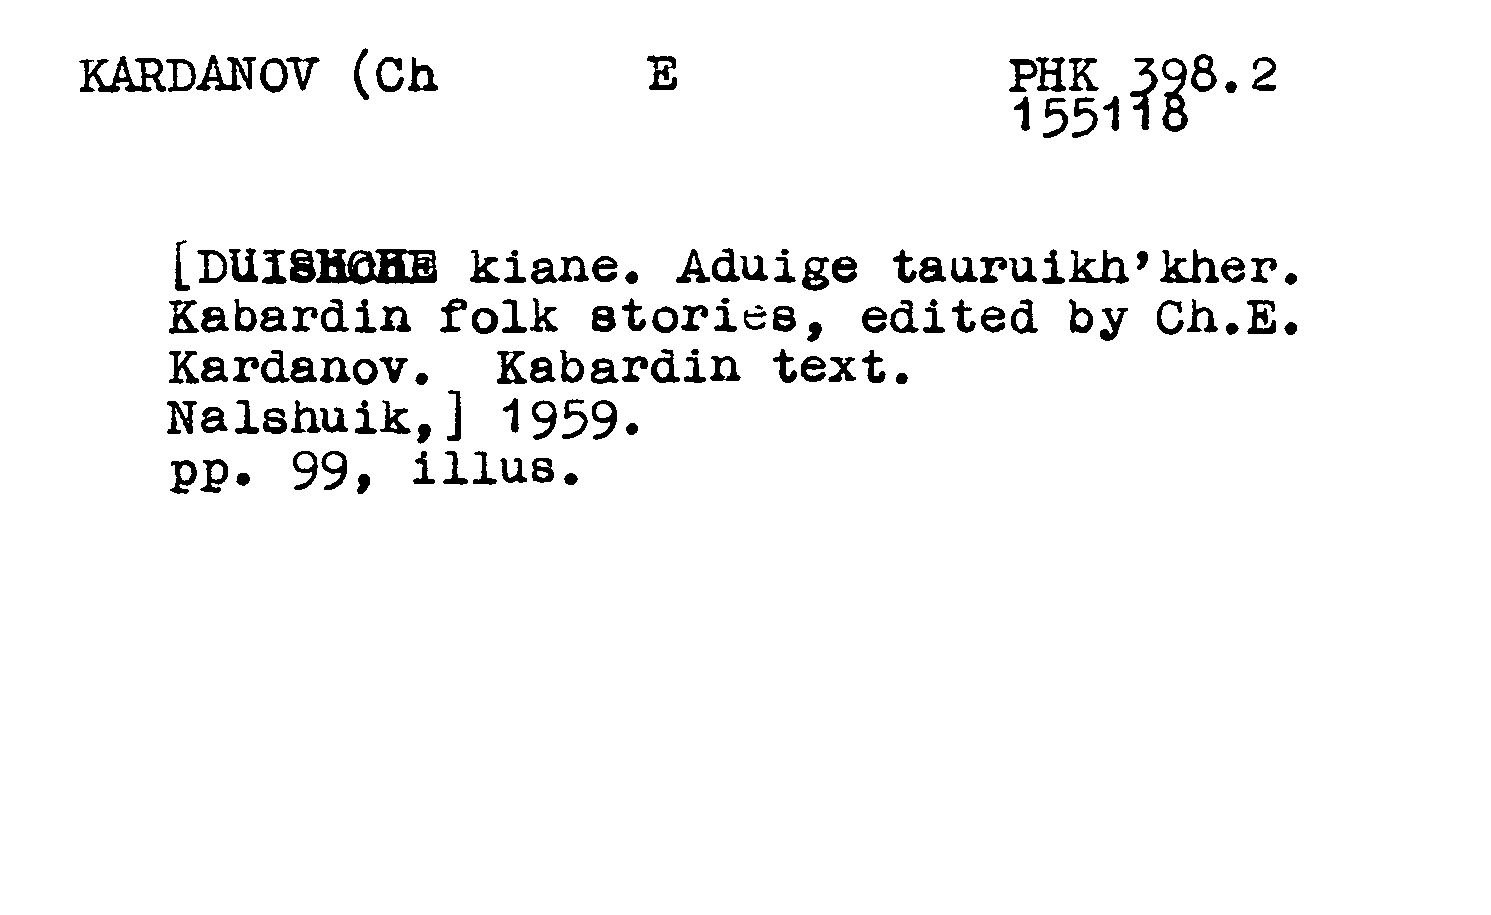 KARDANOV (Ch E PHK 398.2
155118
[ kiane. Aduige tauruikh'kher.
Kabardin folk stories, edited by Ch.E.
Kardanov. Kabardin text.
Nalshuik,] 1959.
pp. 99, illus.